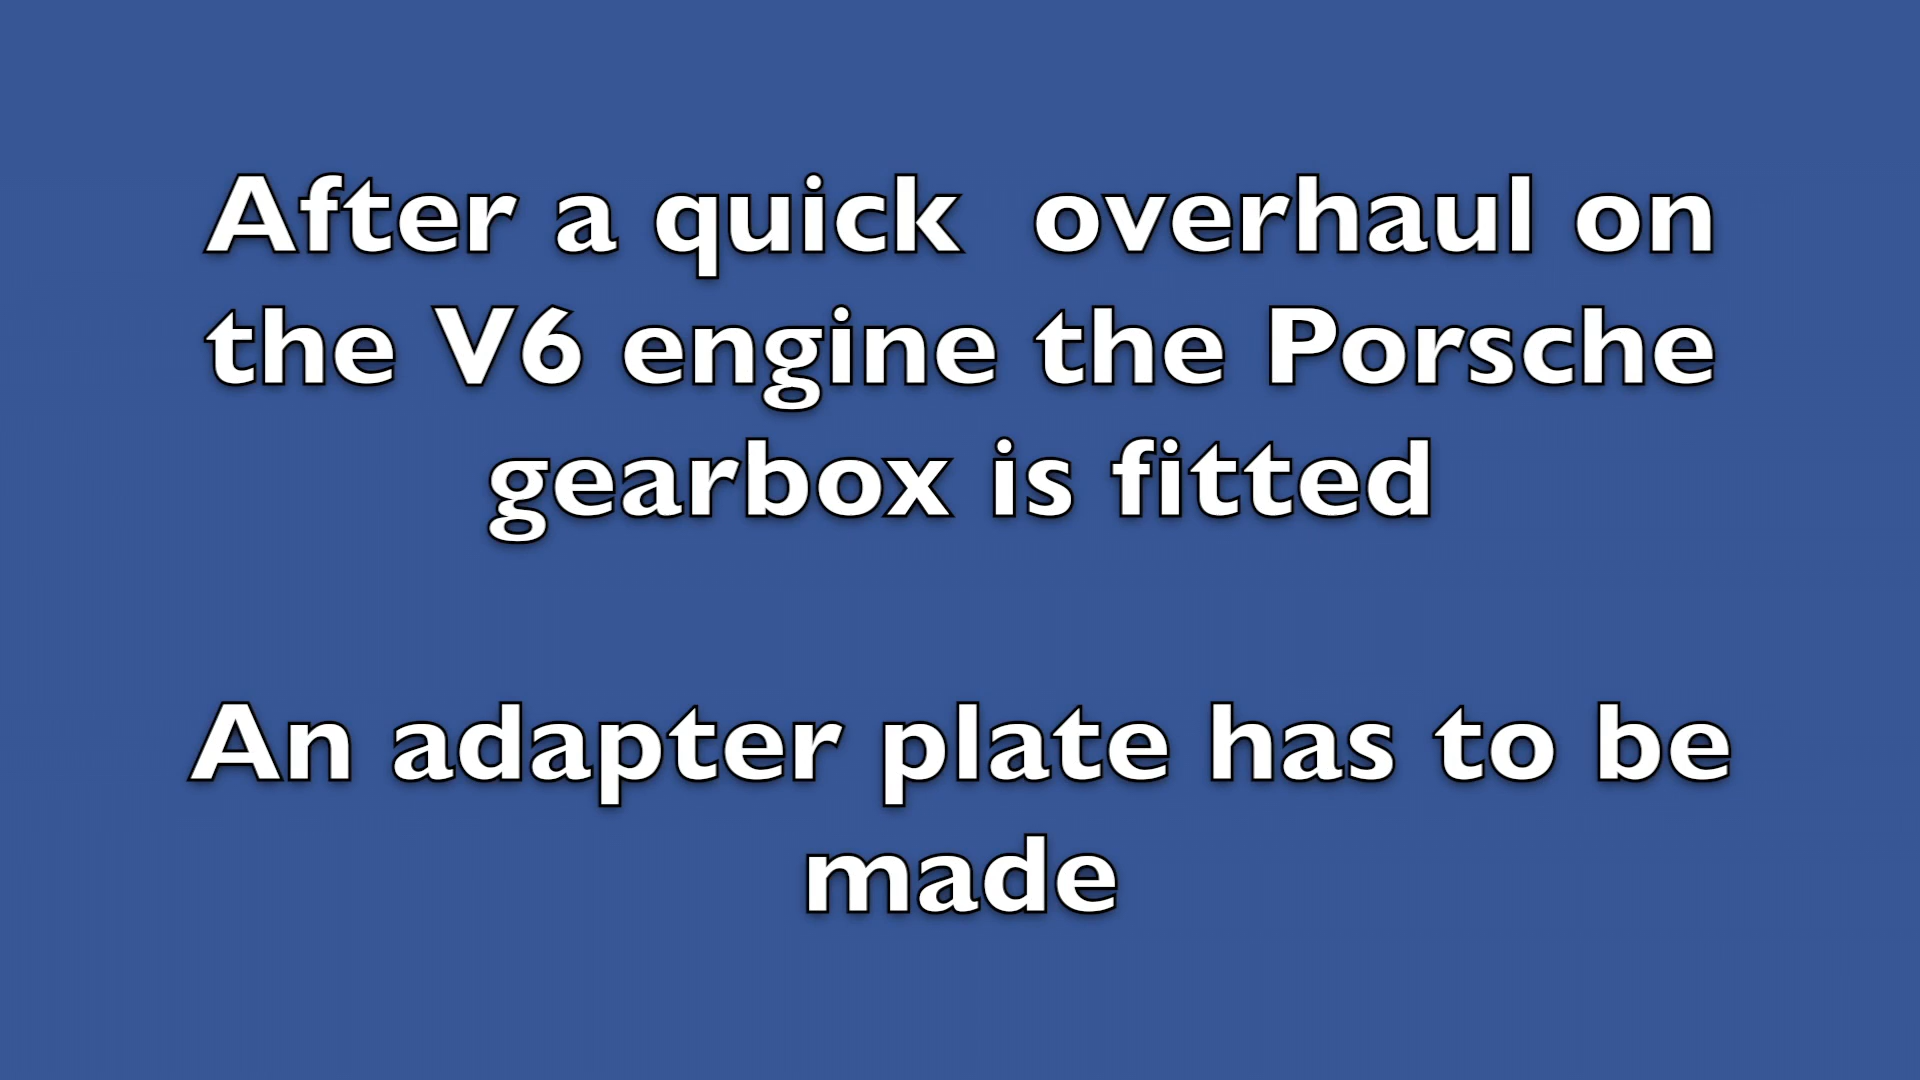 After a quick  overhaul on
the V6 engine the Porsche
gearbox is fitted
An adapter plate has to be
made